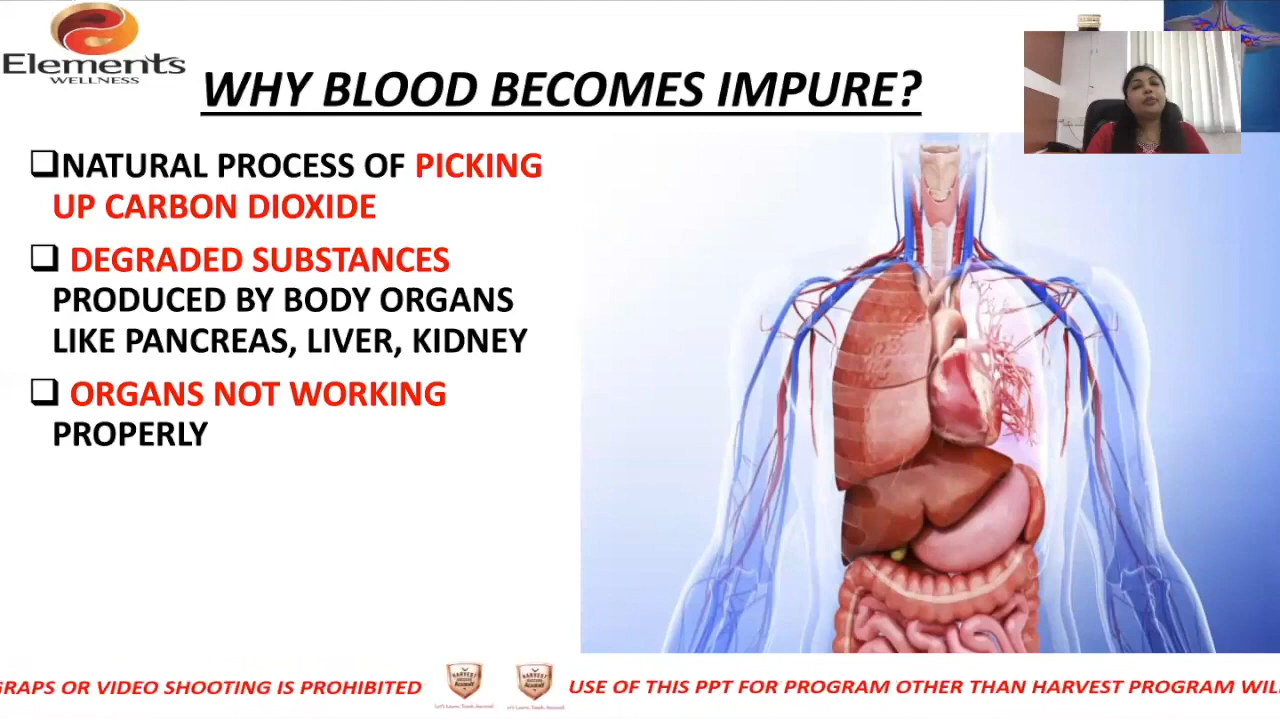 Elements
WELLNESS
WHY BLOOD BECOMES IMPURE?
NATURAL PROCESS OF PICKING
UP CARBON DIOXIDE
DEGRADED SUBSTANCES
PRODUCED BY BODY ORGANS
LIKE PANCREAS, LIVER, KIDNEY
ORGANS NOT WORKING
PROPERLY
GRAPS OR VIDEO SHOOTING IS PROHIBITED
HARVEST
HARVEST
USE OF THIS PPT FOR PROGRAM OTHER THAN HARVEST PROGRAM WIL